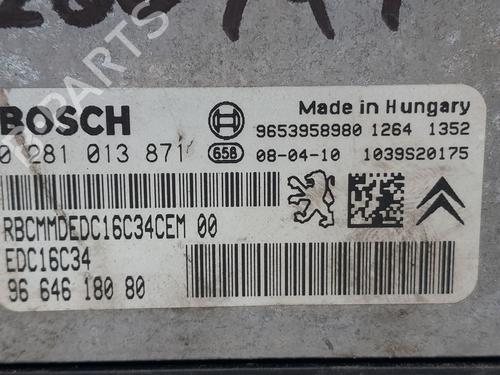 BOSCH
Made in Hungary
9653958980 1264 1352
0 281 013 871
658
08-04-10 1039S20175
RBCMMDEDC16C34CEM 00
EDC16C34
96 646 180 80